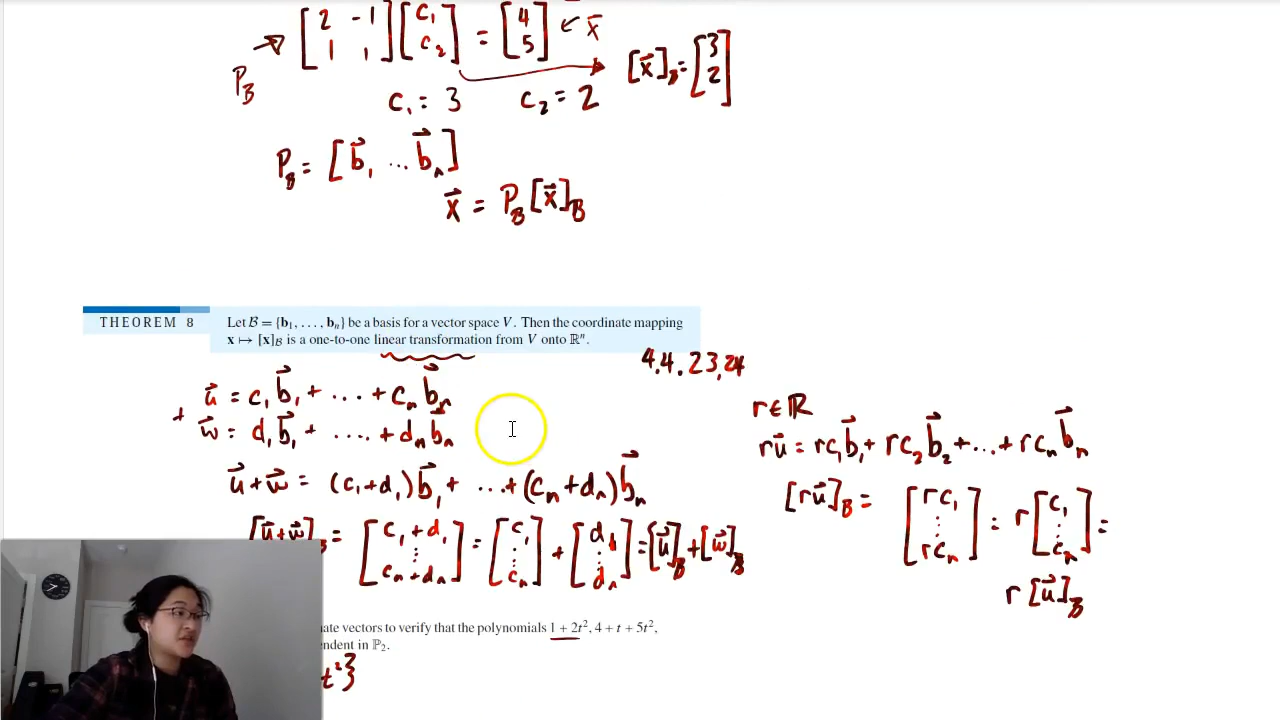 [2 -1; 1 1][c₁; c₂] = [4; 5] ← x⃗
P_B → [x⃗]_B = [3; 2]
c₁ = 3 c₂ = 2
P_B = [b⃗₁ ... b⃗ₙ]
x⃗ = P_B[x⃗]_B
THEOREM 8 Let ℬ = {b₁, . . . , bₙ} be a basis for a vector space V. Then the coordinate mapping
x ↦ [x]_ℬ is a one-to-one linear transformation from V onto ℝⁿ.
4.4. 23,24
u⃗ = c₁b⃗₁ + ... + cₙb⃗ₙ
+ w⃗ = d₁b⃗₁ + .... + dₙb⃗ₙ
u⃗+w⃗ = (c₁+d₁)b⃗₁ + ...+(cₙ+dₙ)b⃗ₙ
[u⃗+w⃗]_B = [c₁+d₁; ⋮; cₙ+dₙ] = [c₁; ⋮; cₙ] + [d₁; ⋮; dₙ] = [u⃗]_B + [w⃗]_B
r∈ℝ
ru⃗ = rc₁b⃗₁ + rc₂b⃗₂ +...+ rcₙb⃗ₙ
[ru⃗]_B = [rc₁; ⋮; rcₙ] = r[c₁; ⋮; cₙ] =
r[u⃗]_B
vectors to verify that the polynomials 1 + 2t², 4 + t + 5t²,
in ℙ₂.
t²}